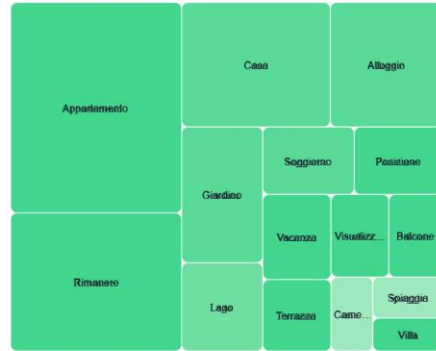 Appartamento
Casa
Alloggio
Giardino
Soggiorno
Posizione
Vacanza
Visualizz...
Balcone
Rimanere
Lago
Terrazza
Came...
Spiaggia
Villa